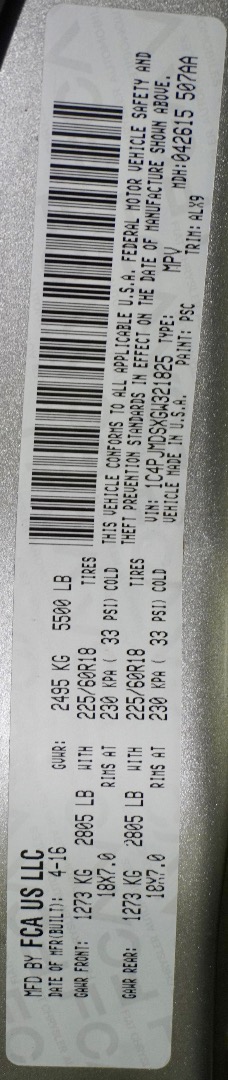 MFD BY FCA US LLC
DATE OF MFR(BUILT): 4-16 GVWR: 2495 KG 5500 LB
GAWR FRONT: 1273 KG 2805 LB WITH 225/60R18 TIRES
18X7.0 RIMS AT 230 KPA ( 33 PSI) COLD
GAWR REAR: 1273 KG 2805 LB WITH 225/60R18 TIRES
18X7.0 RIMS AT 230 KPA ( 33 PSI) COLD
THIS VEHICLE CONFORMS TO ALL APPLICABLE U.S.A. FEDERAL MOTOR VEHICLE SAFETY AND
THEFT PREVENTION STANDARDS IN EFFECT ON THE DATE OF MANUFACTURE SHOWN ABOVE.
VIN: 1C4PJMDSXGW321825 TYPE: MPV MDH:042615 507AA
VEHICLE MADE IN U.S.A. PAINT: PSC TRIM: ALX9